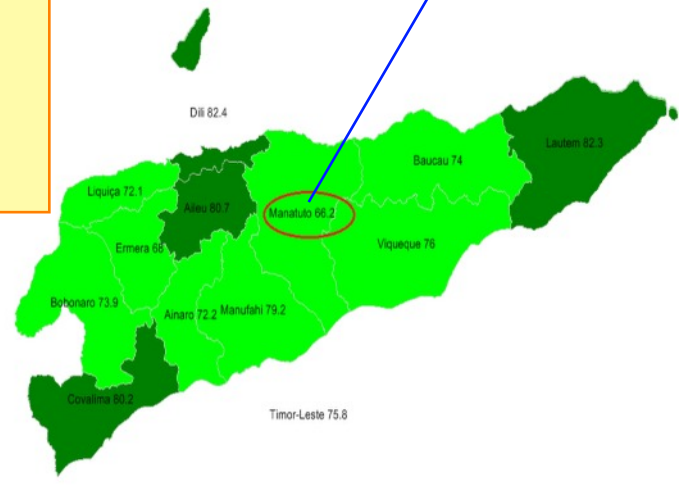 Dili 82.4
Lautem 82.3
Baucau 74
Liquiça 72.1
Aileu 80.7
Manatuto 66.2
Ermera 68
Viqueque 76
Bobonaro 73.9
Ainaro 72.2
Manufahi 79.2
Covalima 80.2
Timor-Leste 75.8